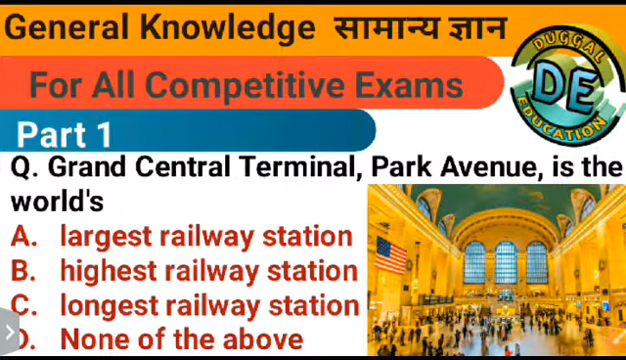 General Knowledge सामान्य ज्ञान
DUGGAL
DE
EDUCATION
For All Competitive Exams
Part 1
Q. Grand Central Terminal, Park Avenue, is the
world's
A. largest railway station
B. highest railway station
C. longest railway station
D. None of the above